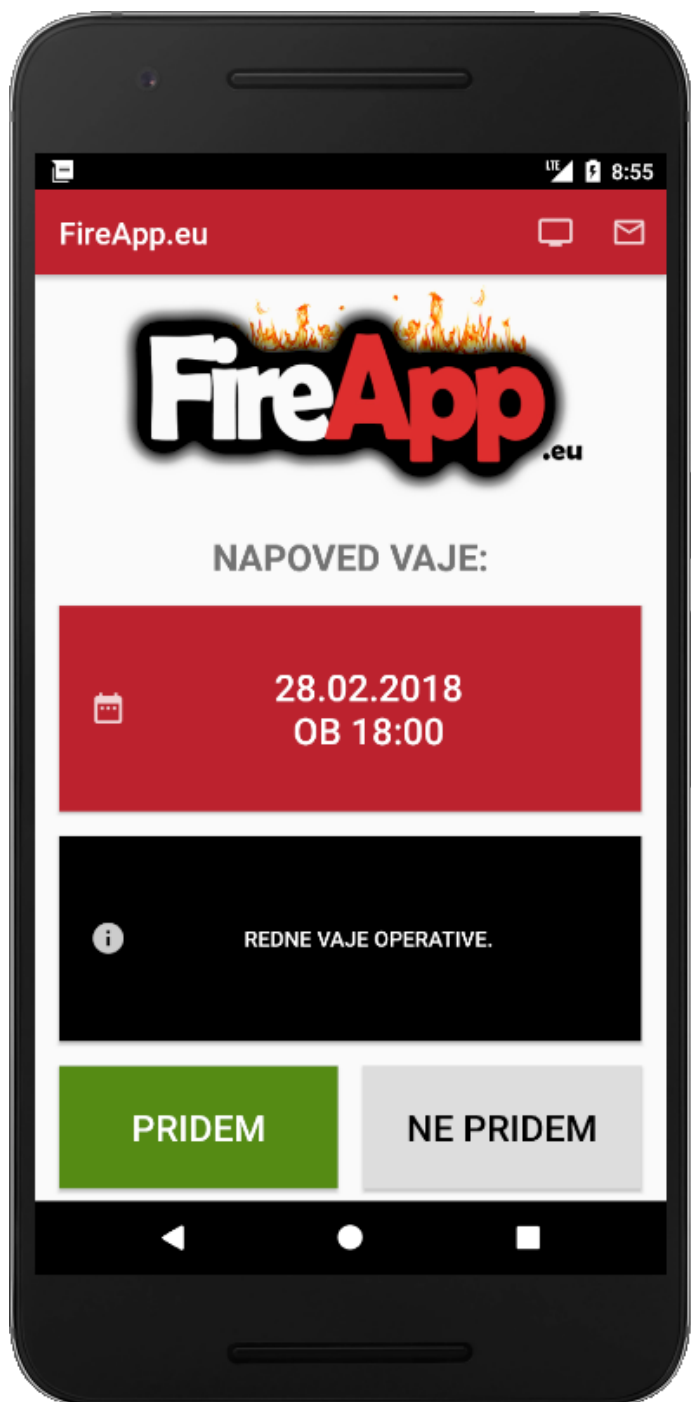 LTE 8:55
FireApp.eu
FireApp
.eu
NAPOVED VAJE:
28.02.2018
OB 18:00
REDNE VAJE OPERATIVE.
PRIDEM NE PRIDEM